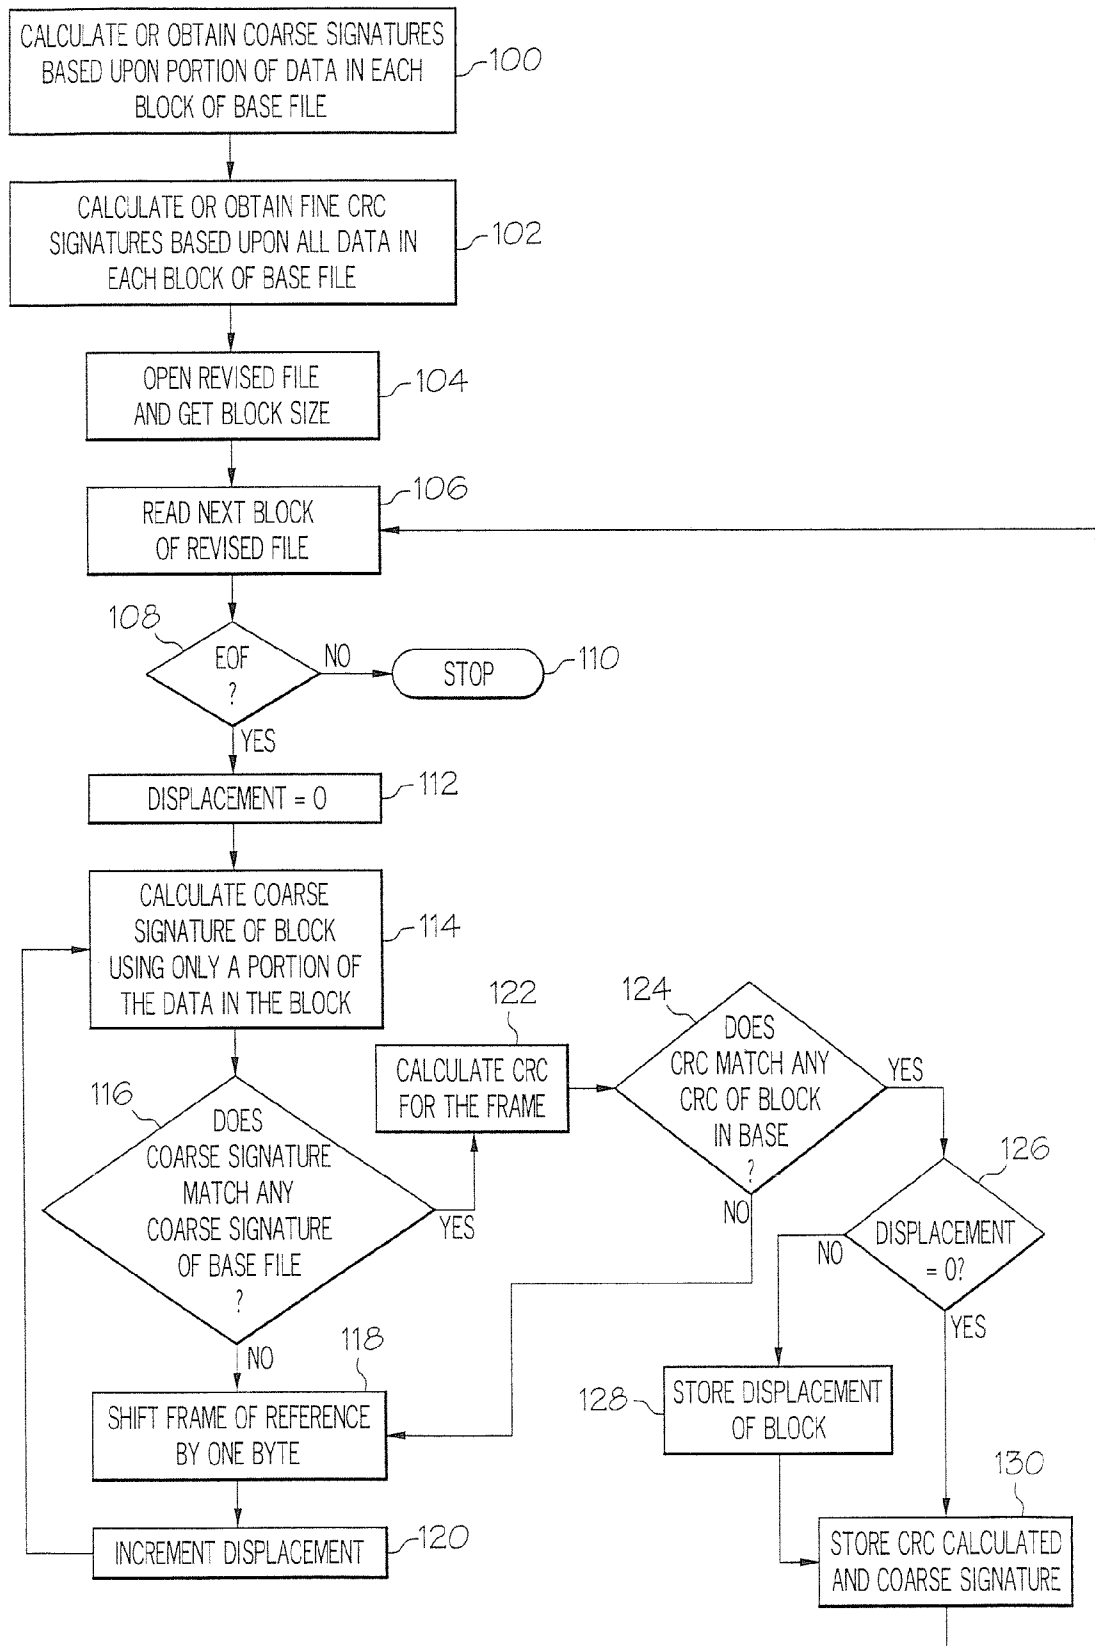 CALCULATE OR OBTAIN COARSE SIGNATURES
BASED UPON PORTION OF DATA IN EACH
BLOCK OF BASE FILE
100
CALCULATE OR OBTAIN FINE CRC
SIGNATURES BASED UPON ALL DATA IN
EACH BLOCK OF BASE FILE
102
OPEN REVISED FILE
AND GET BLOCK SIZE
104
READ NEXT BLOCK
OF REVISED FILE
106
108
EOF
?
NO
STOP
110
YES
DISPLACEMENT = 0
112
CALCULATE COARSE
SIGNATURE OF BLOCK
USING ONLY A PORTION OF
THE DATA IN THE BLOCK
114
116
DOES
COARSE SIGNATURE
MATCH ANY
COARSE SIGNATURE
OF BASE FILE
?
YES
NO
118
SHIFT FRAME OF REFERENCE
BY ONE BYTE
INCREMENT DISPLACEMENT
120
122
CALCULATE CRC
FOR THE FRAME
124
DOES
CRC MATCH ANY
CRC OF BLOCK
IN BASE
?
YES
NO
126
DISPLACEMENT
= 0?
NO
YES
128
STORE DISPLACEMENT
OF BLOCK
130
STORE CRC CALCULATED
AND COARSE SIGNATURE